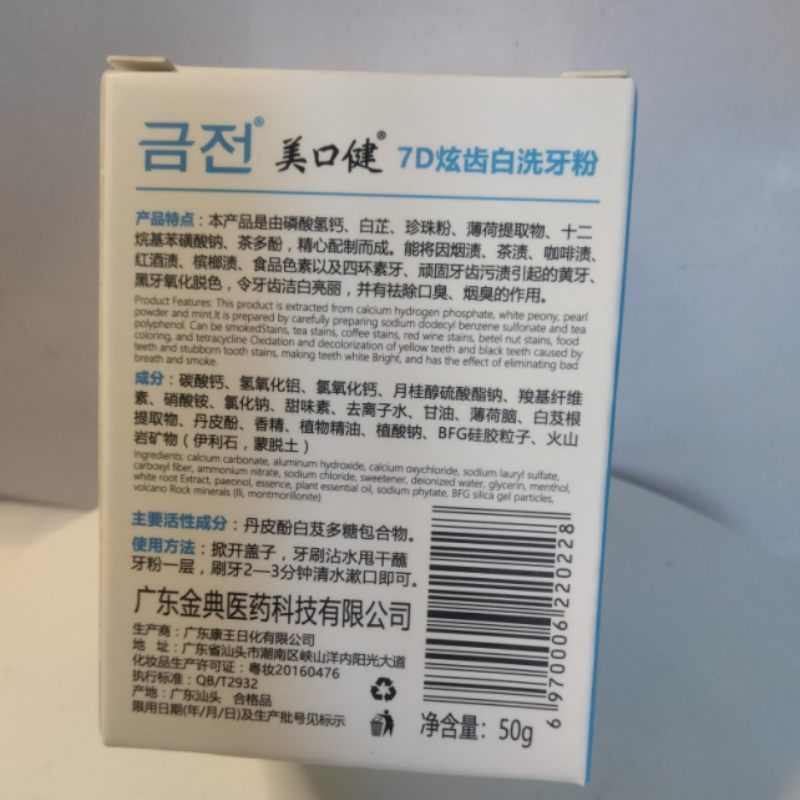 금전® 美口健® 7D炫齿白洗牙粉
产品特点：本产品是由磷酸氢钙、白芷、珍珠粉、薄荷提取物、十二
烷基苯磺酸钠、茶多酚，精心配制而成。能将因烟渍、茶渍、咖啡渍、
红酒渍、槟榔渍、食品色素以及四环素牙、顽固牙齿污渍引起的黄牙、
黑牙氧化脱色，令牙齿洁白亮丽，并有祛除口臭、烟臭的作用。
Product Features: This product is extracted from calcium hydrogen phosphate, white peony, pearl
powder and mint.It is prepared by carefully preparing sodium dodecyl benzene sulfonate and tea
polyphenol. Can be smokedStains, tea stains, coffee stains, red wine stains, betel nut stains, food
coloring, and tetracycline Oxedation and decolorization of yellow teeth and black teeth caused by
teeth and stubborn tooth stains, making teeth white Bright, and has the effect of eliminating bad
breath and smoke.
成分：碳酸钙、氢氧化铝、氯氧化钙、月桂醇硫酸酯钠、羧基纤维
素、硝酸铵、氯化钠、甜味素、去离子水、甘油、薄荷脑、白芨根
提取物、丹皮酚、香精、植物精油、植酸钠、BFG硅胶粒子、火山
岩矿物（伊利石，蒙脱土）
Ingredients: calcium carbonate, aluminum hydroxide, calcium oxychloride, sodium lauryl sulfate,
carboxyl fiber, ammonium nitrate, sodium chloride, sweetener, deionized water, glycerin, menthol,
white root Extract, paeonol, essence, plant essential oil, sodium phytate, BFG silica gel particles,
volcano Rock minerals (Ili, montmorillonite)
主要活性成分：丹皮酚白芨多糖包合物。
使用方法：掀开盖子，牙刷沾水甩干蘸
牙粉一层，刷牙2—3分钟清水漱口即可。
广东金典医药科技有限公司
生产商：广东康王日化有限公司
地 址：广东省汕头市潮南区峡山洋内阳光大道
化妆品生产许可证：粤妆20160476
执行标准：QB/T2932
产地：广东汕头 合格品
限用日期(年/月/日)及生产批号见标示
净含量：50g
6970006220228